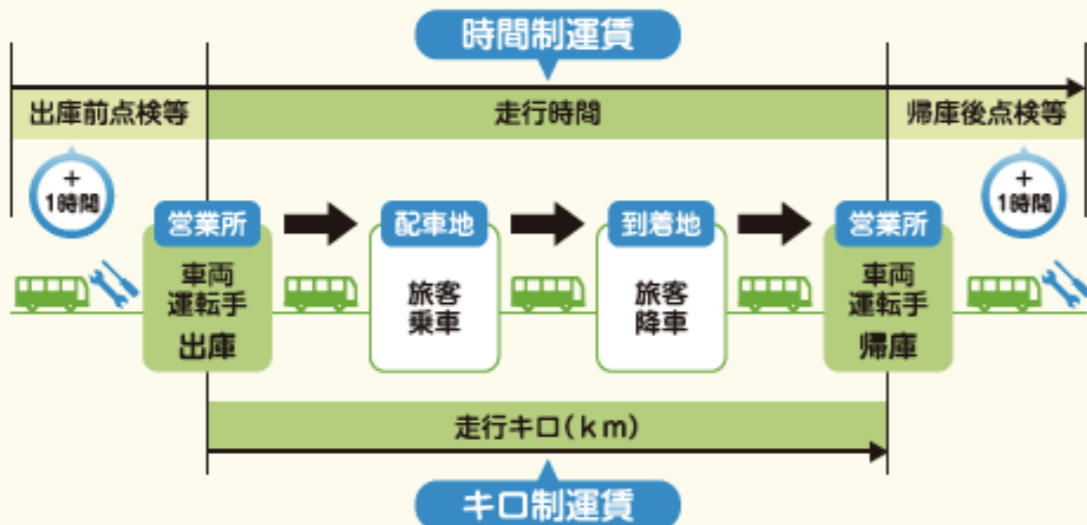 時間制運賃
出庫前点検等
走行時間
帰庫後点検等
+
1時間
+
1時間
営業所
配車地
到着地
営業所
車両
運転手
出庫
旅客
乗車
旅客
降車
車両
運転手
帰庫
走行キロ(km)
キロ制運賃